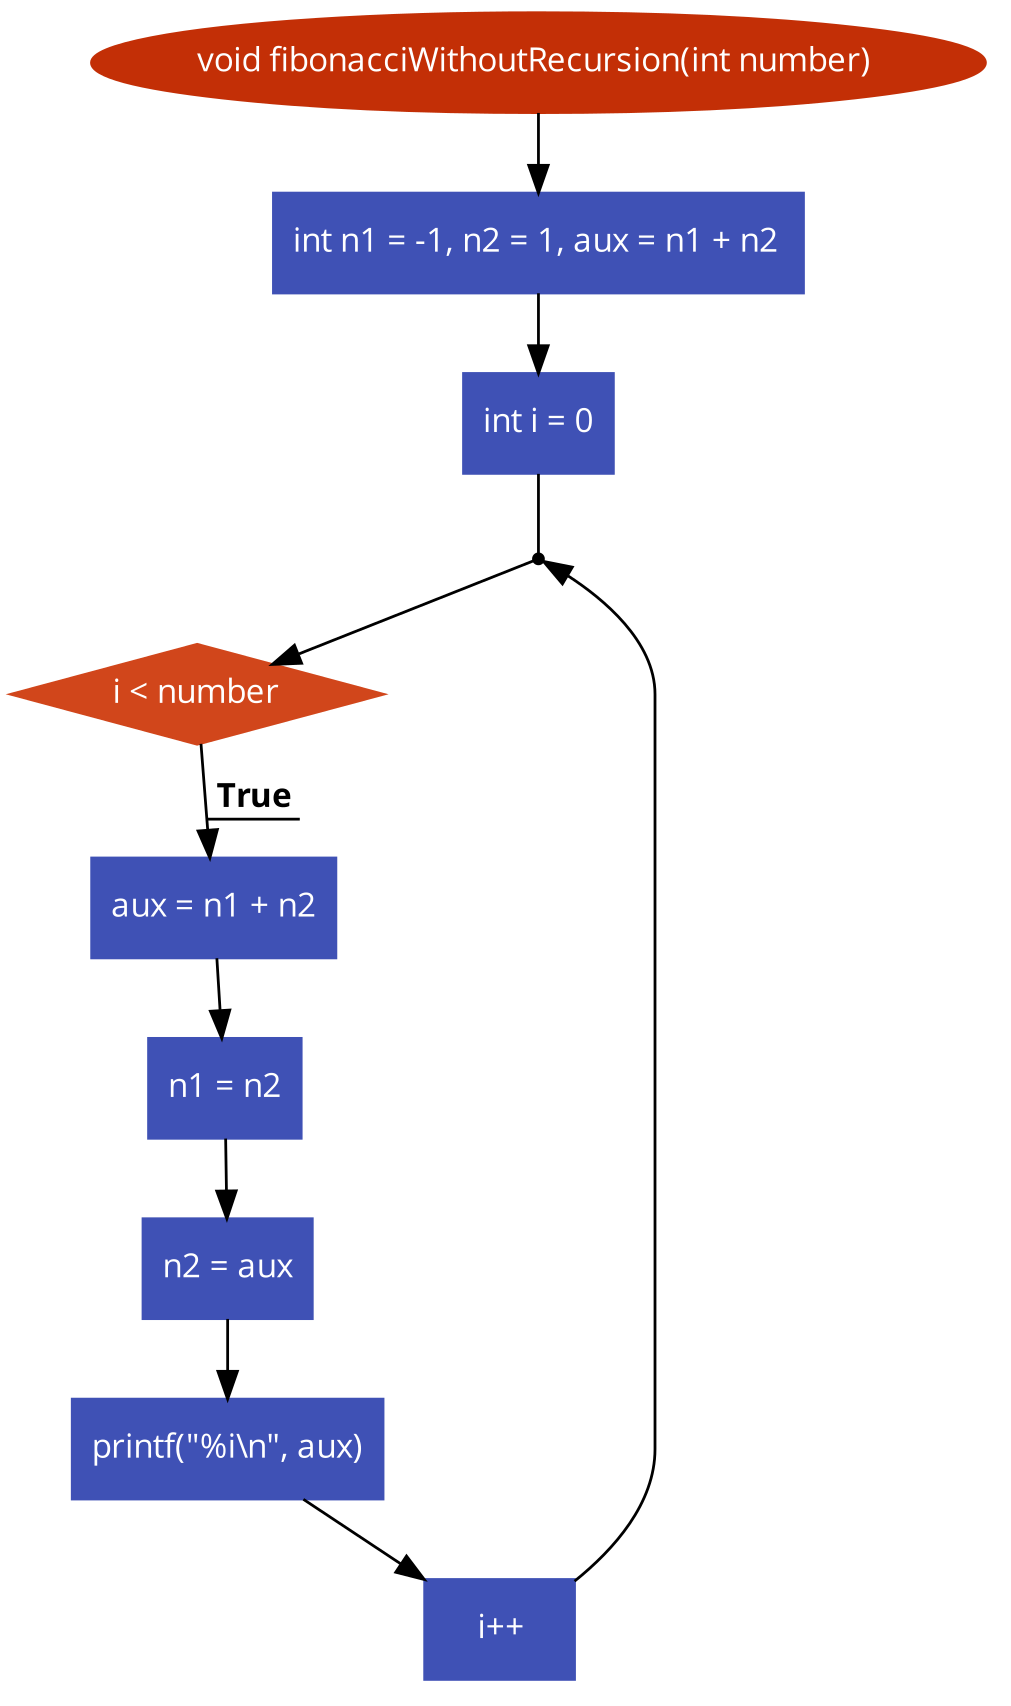 void fibonacciWithoutRecursion(int number)
int n1 = -1, n2 = 1, aux = n1 + n2
int i = 0
i < number
True
aux = n1 + n2
n1 = n2
n2 = aux
printf("%i\n", aux)
i++